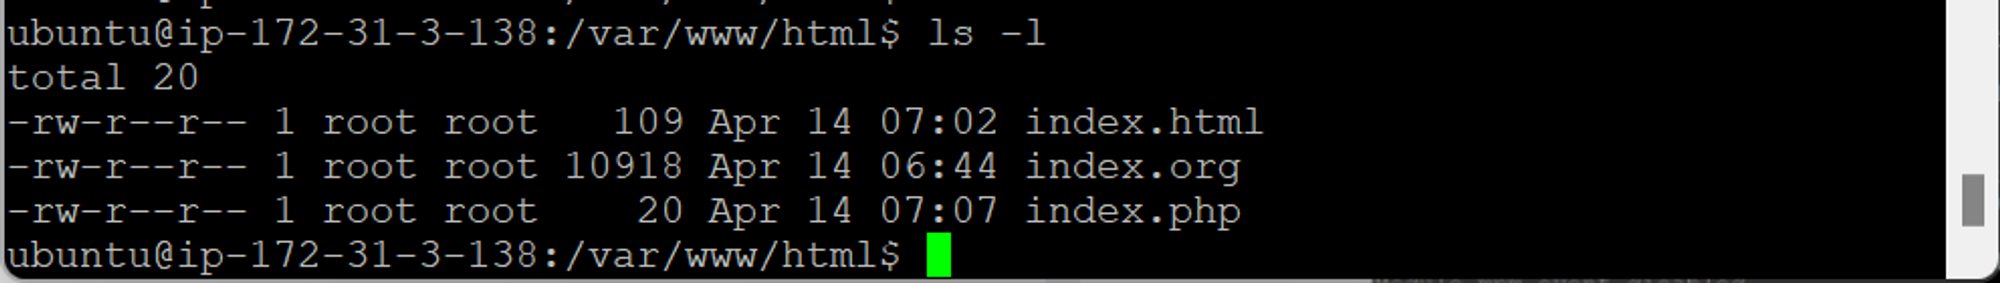 ubuntu@ip-172-31-3-138:/var/www/html$ ls -l
total 20
-rw-r--r-- 1 root root   109 Apr 14 07:02 index.html
-rw-r--r-- 1 root root 10918 Apr 14 06:44 index.org
-rw-r--r-- 1 root root    20 Apr 14 07:07 index.php
ubuntu@ip-172-31-3-138:/var/www/html$